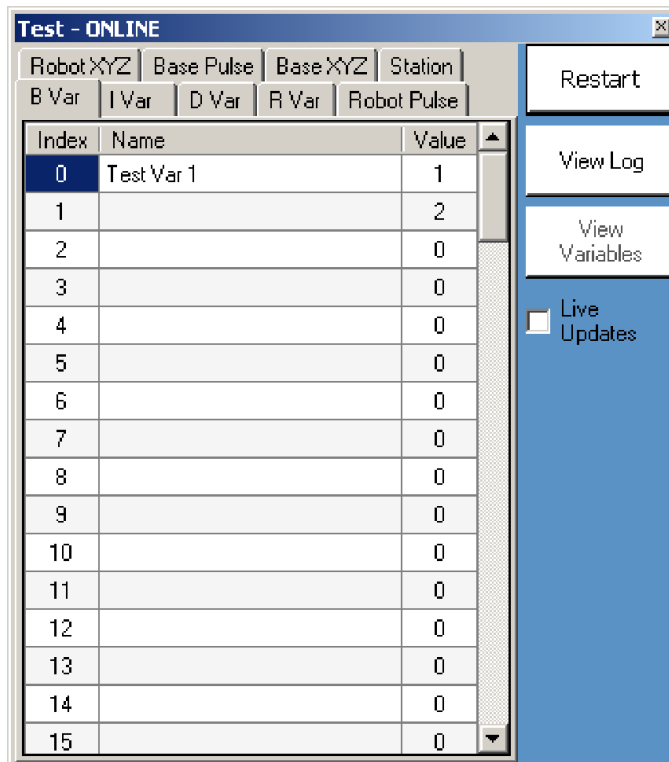 Test - ONLINE
Robot XYZ Base Pulse Base XYZ Station
B Var I Var D Var R Var Robot Pulse
Index Name Value
0 Test Var 1 1
1 2
2 0
3 0
4 0
5 0
6 0
7 0
8 0
9 0
10 0
11 0
12 0
13 0
14 0
15 0
Restart
View Log
View
Variables
Live
Updates